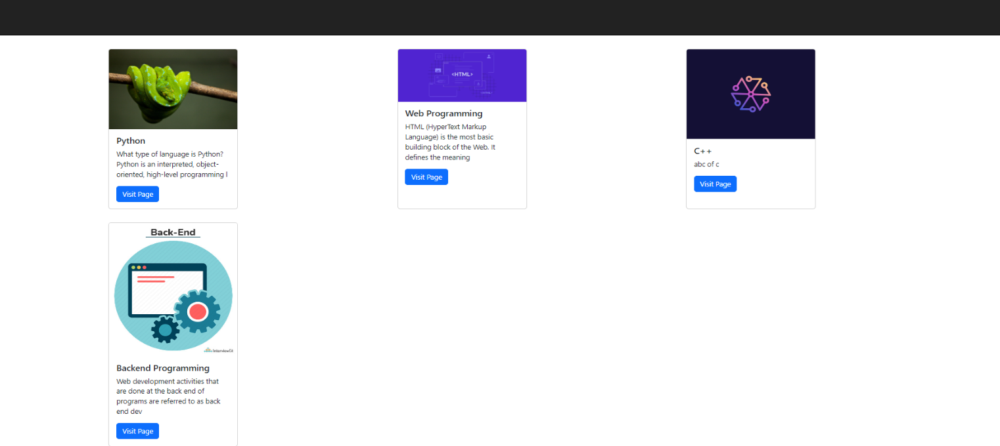 Python
What type of language is Python?
Python is an interpreted, object-
oriented, high-level programming l
Visit Page
<HTML>
Web Programming
HTML (HyperText Markup
Language) is the most basic
building block of the Web. It
defines the meaning
Visit Page
C++
abc of c
Visit Page
Back-End
InterviewBit
Backend Programming
Web development activities that
are done at the back end of
programs are referred to as back
end dev
Visit Page